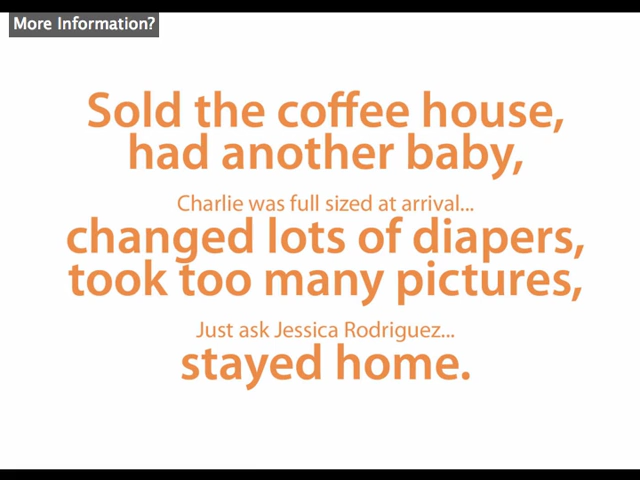 More Information?
Sold the coffee house,
had another baby,
Charlie was full sized at arrival...
changed lots of diapers,
took too many pictures,
Just ask Jessica Rodriguez...
stayed home.